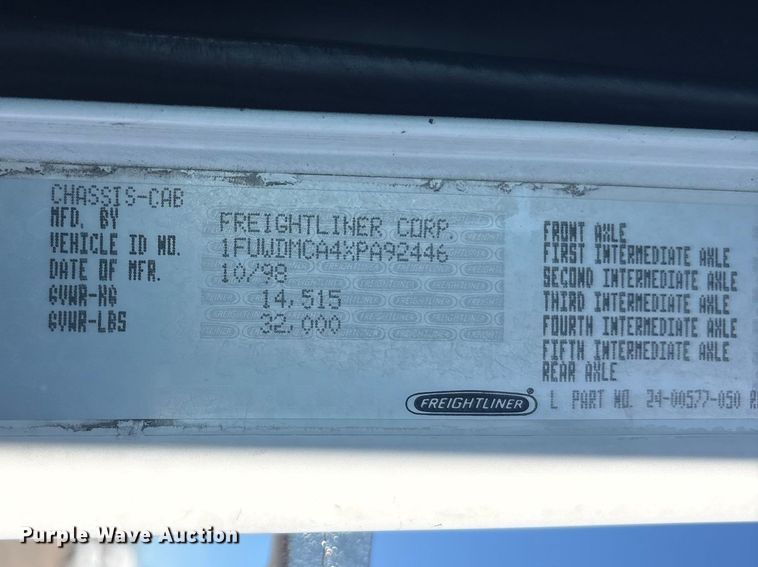 CHASSIS-CAB
MFD. BY FREIGHTLINER CORP.
VEHICLE ID NO. 1FUWDMCA4XPA92446
DATE OF MFR. 10/98
GVWR-KG 14,515
GVWR-LBS 32,000
FREIGHTLINER
FRONT AXLE
FIRST INTERMEDIATE AXLE
SECOND INTERMEDIATE AXLE
THIRD INTERMEDIATE AXLE
FOURTH INTERMEDIATE AXLE
FIFTH INTERMEDIATE AXLE
REAR AXLE
L PART NO. 24-00577-050
Purple Wave Auction